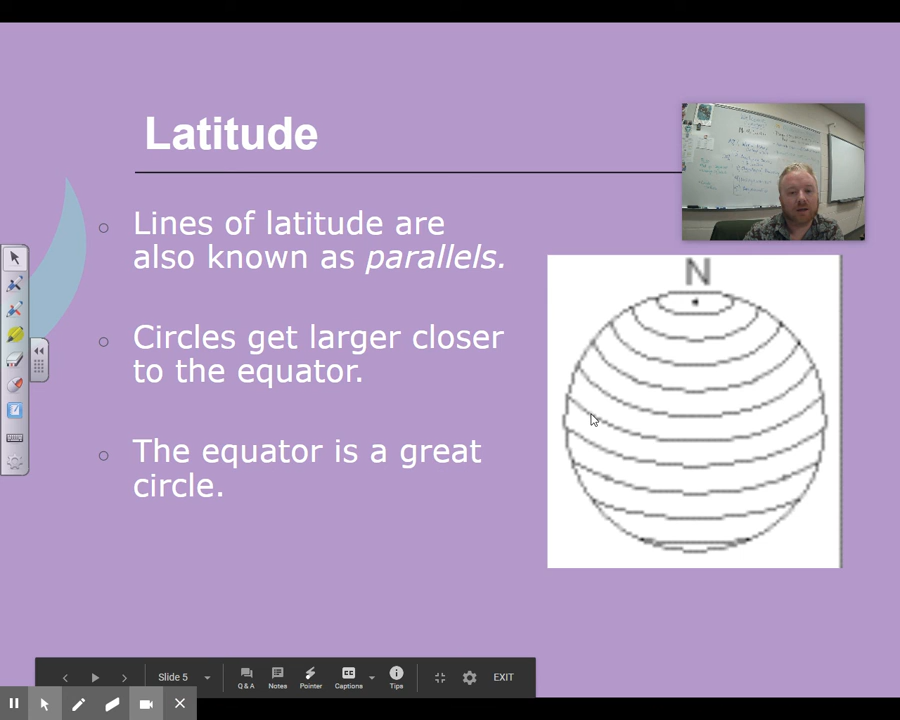 Latitude
Lines of latitude are
also known as parallels.
Circles get larger closer
to the equator.
The equator is a great
circle.
N
Slide 5
Q & A
Notes
Pointer
Captions
Tips
EXIT